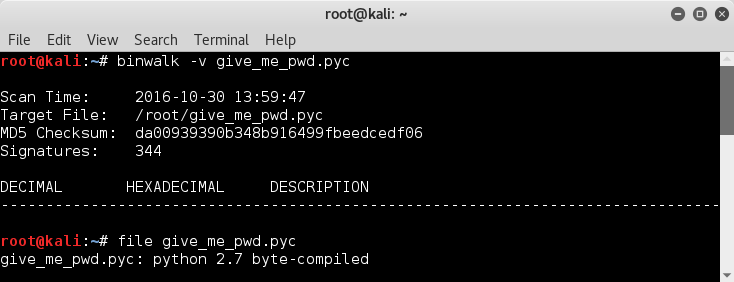 root@kali: ~
File Edit View Search Terminal Help
root@kali:~# binwalk -v give_me_pwd.pyc
Scan Time: 2016-10-30 13:59:47
Target File: /root/give_me_pwd.pyc
MD5 Checksum: da00939390b348b916499fbeedcedf06
Signatures: 344
DECIMAL HEXADECIMAL DESCRIPTION
--------------------------------------------------------------------------------
root@kali:~# file give_me_pwd.pyc
give_me_pwd.pyc: python 2.7 byte-compiled